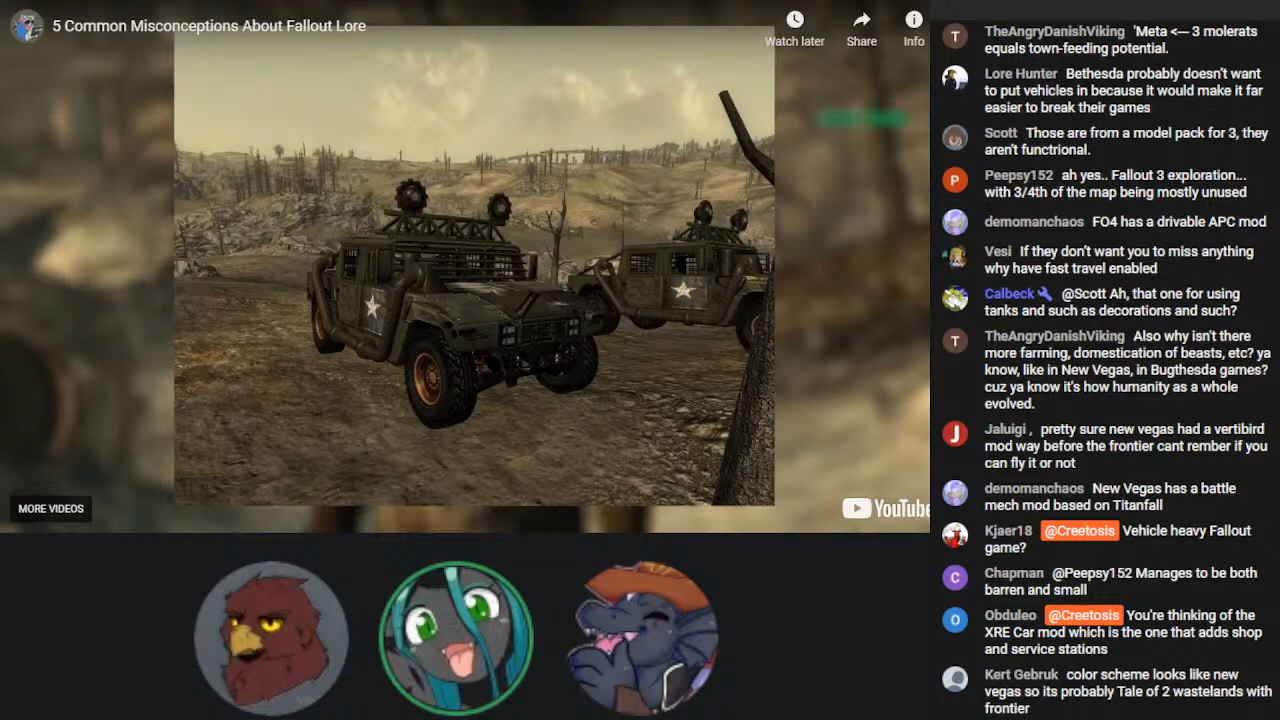 5 Common Misconceptions About Fallout Lore
Watch later
Share
Info
MORE VIDEOS
YouTube
T
TheAngryDanishViking 'Meta <— 3 molerats
equals town-feeding potential.
Lore Hunter Bethesda probably doesn't want
to put vehicles in because it would make it far
easier to break their games
Scott Those are from a model pack for 3, they
aren't functrional.
P
Peepsy152 ah yes.. Fallout 3 exploration...
with 3/4th of the map being mostly unused
demomanchaos FO4 has a drivable APC mod
Vesi If they don't want you to miss anything
why have fast travel enabled
Calbeck @Scott Ah, that one for using
tanks and such as decorations and such?
T
TheAngryDanishViking Also why isn't there
more farming, domestication of beasts, etc? ya
know, like in New Vegas, in Bugthesda games?
cuz ya know it's how humanity as a whole
evolved.
J
Jaluigi , pretty sure new vegas had a vertibird
mod way before the frontier cant rember if you
can fly it or not
demomanchaos New Vegas has a battle
mech mod based on Titanfall
Kjaer18 @Creetosis Vehicle heavy Fallout
game?
C
Chapman @Peepsy152 Manages to be both
barren and small
O
Obduleo @Creetosis You're thinking of the
XRE Car mod which is the one that adds shop
and service stations
Kert Gebruk color scheme looks like new
vegas so its probably Tale of 2 wastelands with
frontier